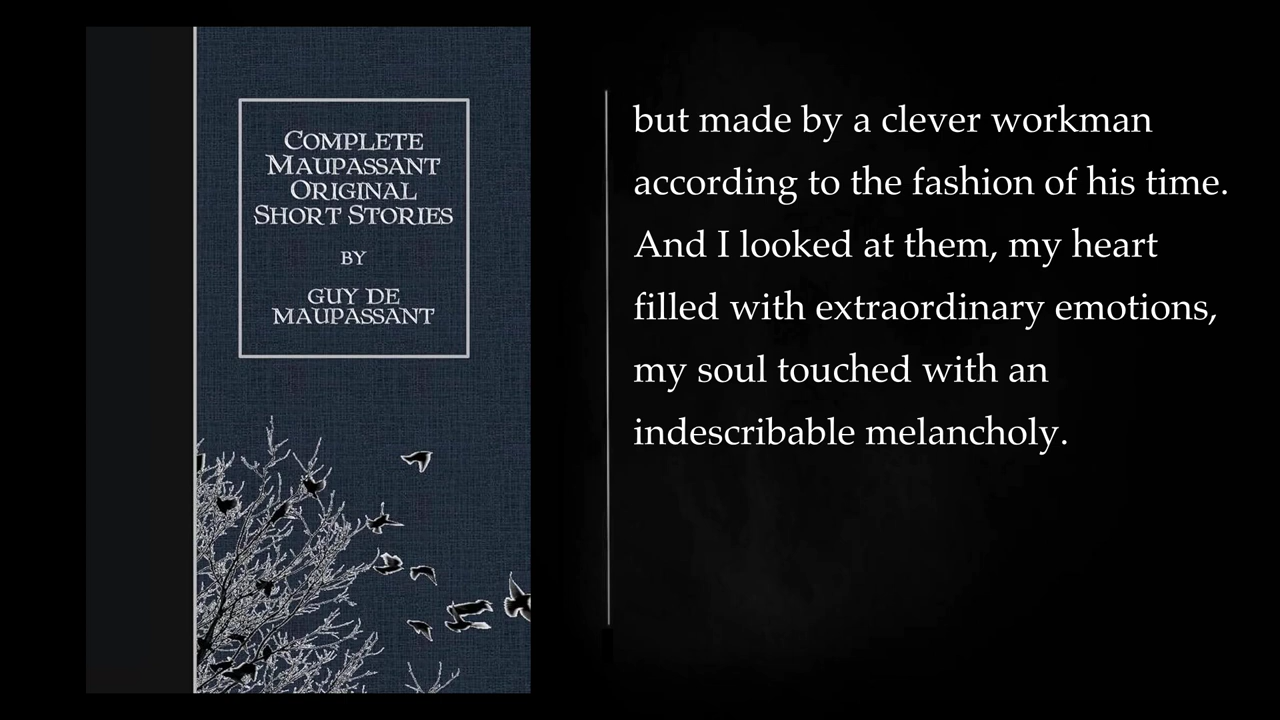 COMPLETE
MAUPASSANT
ORIGINAL
SHORT STORIES
BY
GUY DE
MAUPASSANT
but made by a clever workman
according to the fashion of his time.
And I looked at them, my heart
filled with extraordinary emotions,
my soul touched with an
indescribable melancholy.